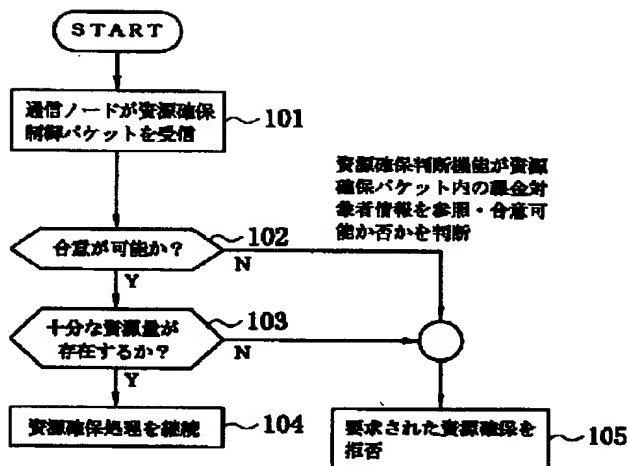 START
通信ノードが資源確保
制御パケットを受信
101
資源確保判断機能が資源
確保パケット内の課金対
象者情報を参照・合意可
能か否かを判断
合意が可能か?
102
N
Y
十分な資源量が
存在するか?
103
N
Y
資源確保処理を継続
104
要求された資源確保を
拒否
105